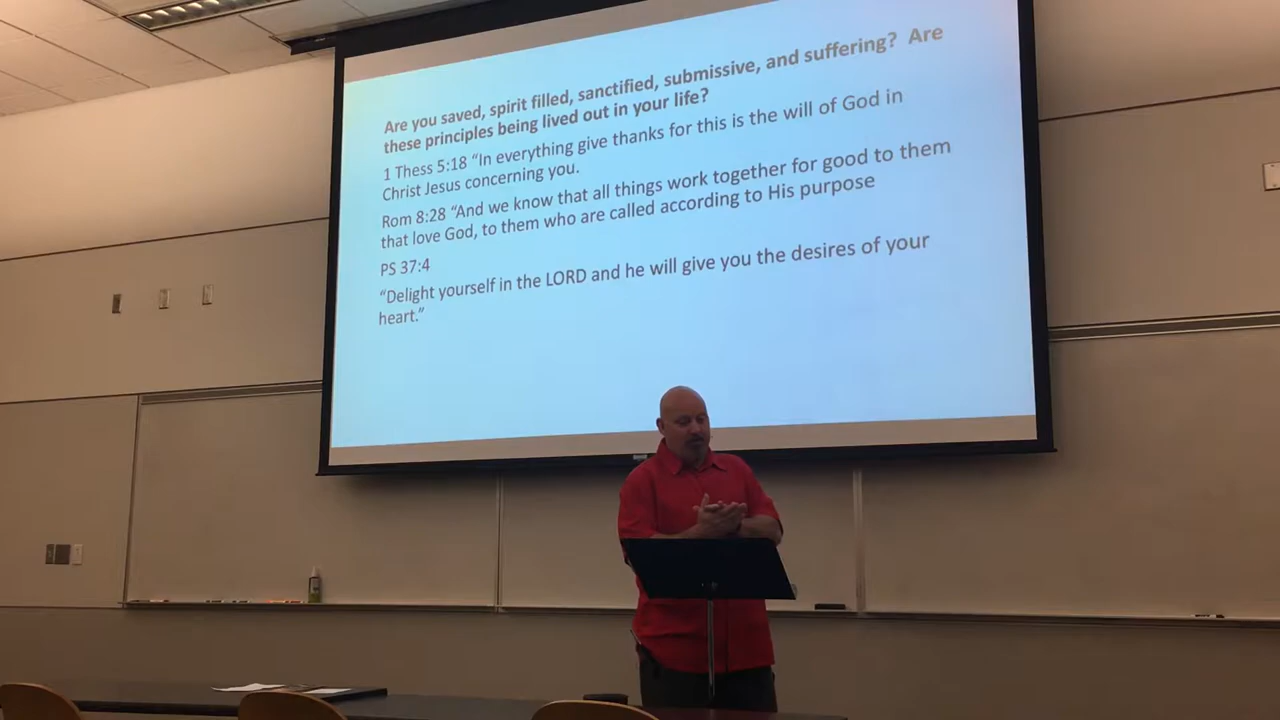 Are you saved, spirit filled, sanctified, submissive, and suffering? Are
these principles being lived out in your life?
1 Thess 5:18 “In everything give thanks for this is the will of God in
Christ Jesus concerning you.
Rom 8:28 “And we know that all things work together for good to them
that love God, to them who are called according to His purpose
PS 37:4
“Delight yourself in the LORD and he will give you the desires of your
heart.”